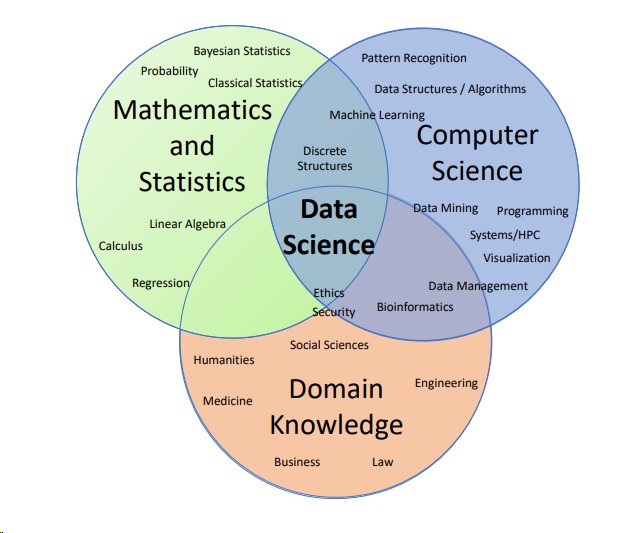 Bayesian Statistics
Pattern Recognition
Probability
Classical Statistics
Data Structures / Algorithms
Mathematics
and
Statistics
Machine Learning
Computer
Science
Discrete
Structures
Data
Science
Data Mining
Programming
Linear Algebra
Systems/HPC
Calculus
Visualization
Regression
Data Management
Ethics
Security
Bioinformatics
Social Sciences
Humanities
Engineering
Domain
Knowledge
Medicine
Business
Law